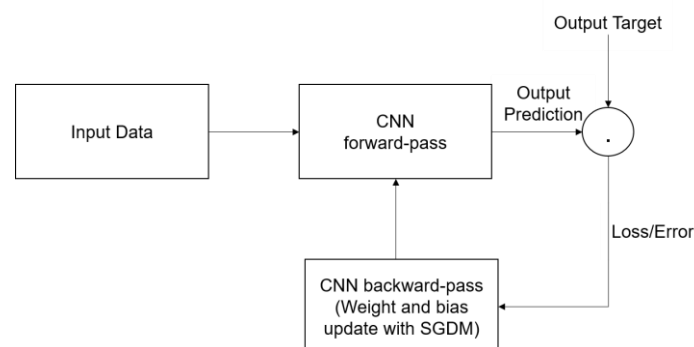 Output Target
Input Data
CNN
forward-pass
Output
Prediction
.
Loss/Error
CNN backward-pass
(Weight and bias
update with SGDM)